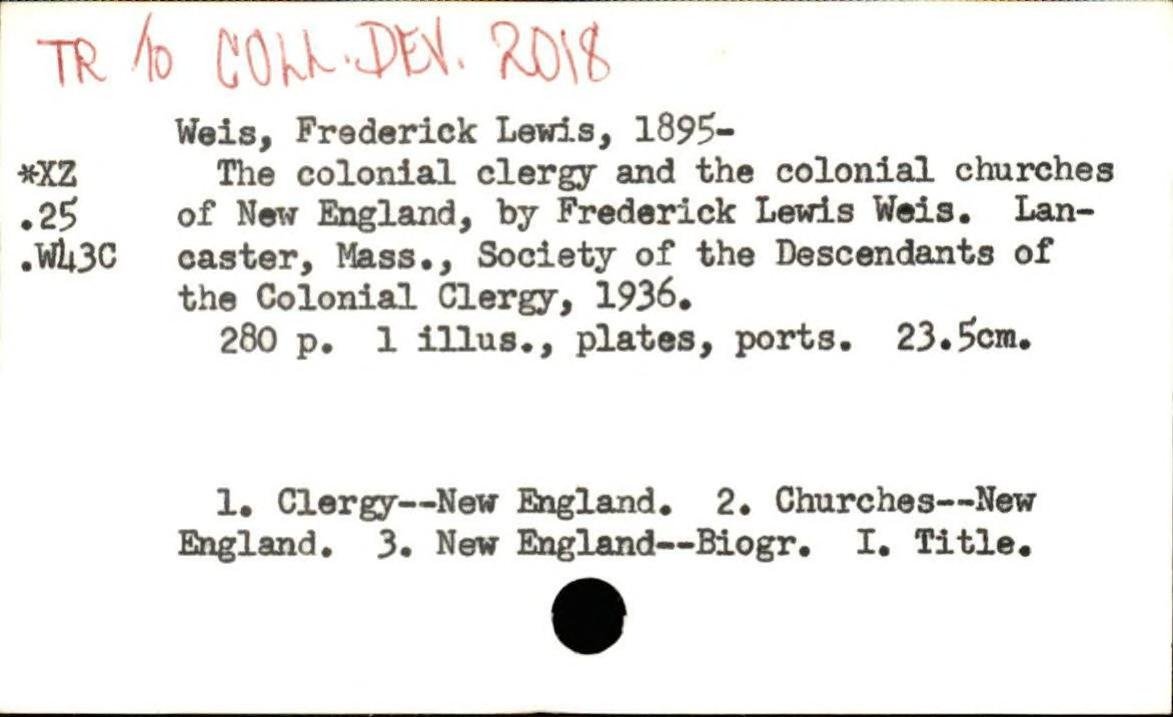 TR to COLL. DEV. 2018
Weis, Frederick Lewis, 1895-
*XZ The colonial clergy and the colonial churches
.25 of New England, by Frederick Lewis Weis. Lan-
.W43C caster, Mass., Society of the Descendants of
the Colonial Clergy, 1936.
280 p. 1 illus., plates, ports. 23.5cm.
1. Clergy--New England. 2. Churches--New
England. 3. New England--Biogr. I. Title.